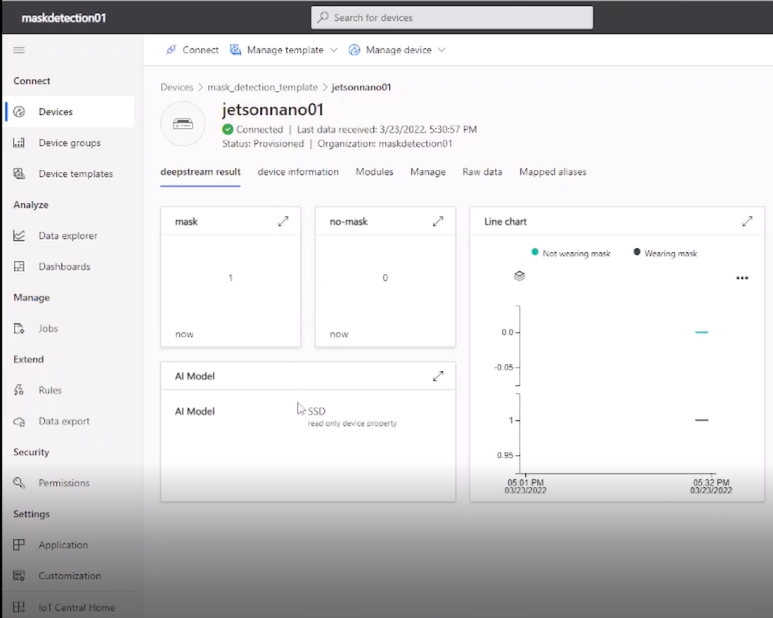 maskdetection01
Search for devices
Connect
Manage template
Manage device
Connect
Devices
Device groups
Device templates
Analyze
Data explorer
Dashboards
Manage
Jobs
Extend
Rules
Data export
Security
Permissions
Settings
Application
Customization
IoT Central Home
Devices > mask_detection_template > jetsonnano01
jetsonnano01
Connected | Last data received: 3/23/2022, 5:30:57 PM
Status: Provisioned | Organization: maskdetection01
deepstream result device information Modules Manage Raw data Mapped aliases
mask
1
now
no-mask
0
now
AI Model
AI Model SSD
read only device property
Line chart
Not wearing mask Wearing mask
0.0
-0.05
1
0.95
05:01 PM
03/23/2022
05:32 PM
03/23/2022